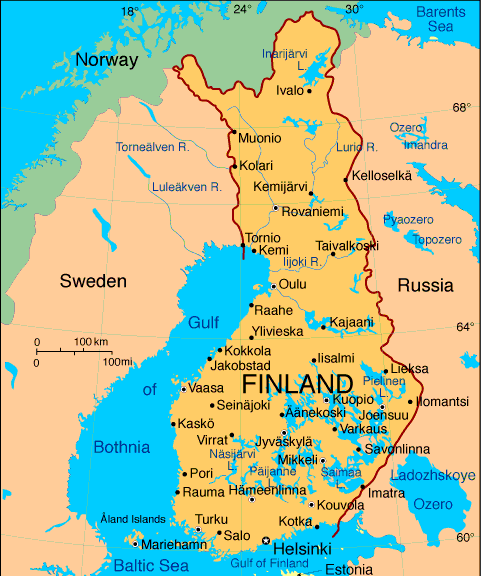 18°
24°
30°
Barents
Sea
Norway
Inarijärvi
L.
Ivalo
68°
Ozero
Imandra
Muonio
Torneälven R.
Lurio R.
Kolari
Kelloselkä
Luleäkven R.
Kemijärvi
Rovaniemi
Pyaozero
Topozero
Tornio
Kemi
Taivalkoski
Iijoki R.
Sweden
Oulu
Russia
Raahe
Gulf
Kajaani
64°
Ylivieska
0 100 km
0 100mi
Kokkola
Jakobstad
Iisalmi
Lieksa
Pielinen
L.
FINLAND
of
Vaasa
Kuopio
Ilomantsi
Seinäjoki
Äänekoski
Joensuu
Kaskö
Varkaus
Virrat
Jyväskylä
Bothnia
Näsijärvi
L.
Savonlinna
Mikkeli
Pori
Päijanne
L.
Saimaa
L.
Ladozhskoye
Ozero
Rauma
Hämeenlinna
Imatra
Kouvola
Åland Islands
Turku
Kotka
60°
Mariehamn
Salo
Helsinki
Baltic Sea
Gulf of Finland
Estonia